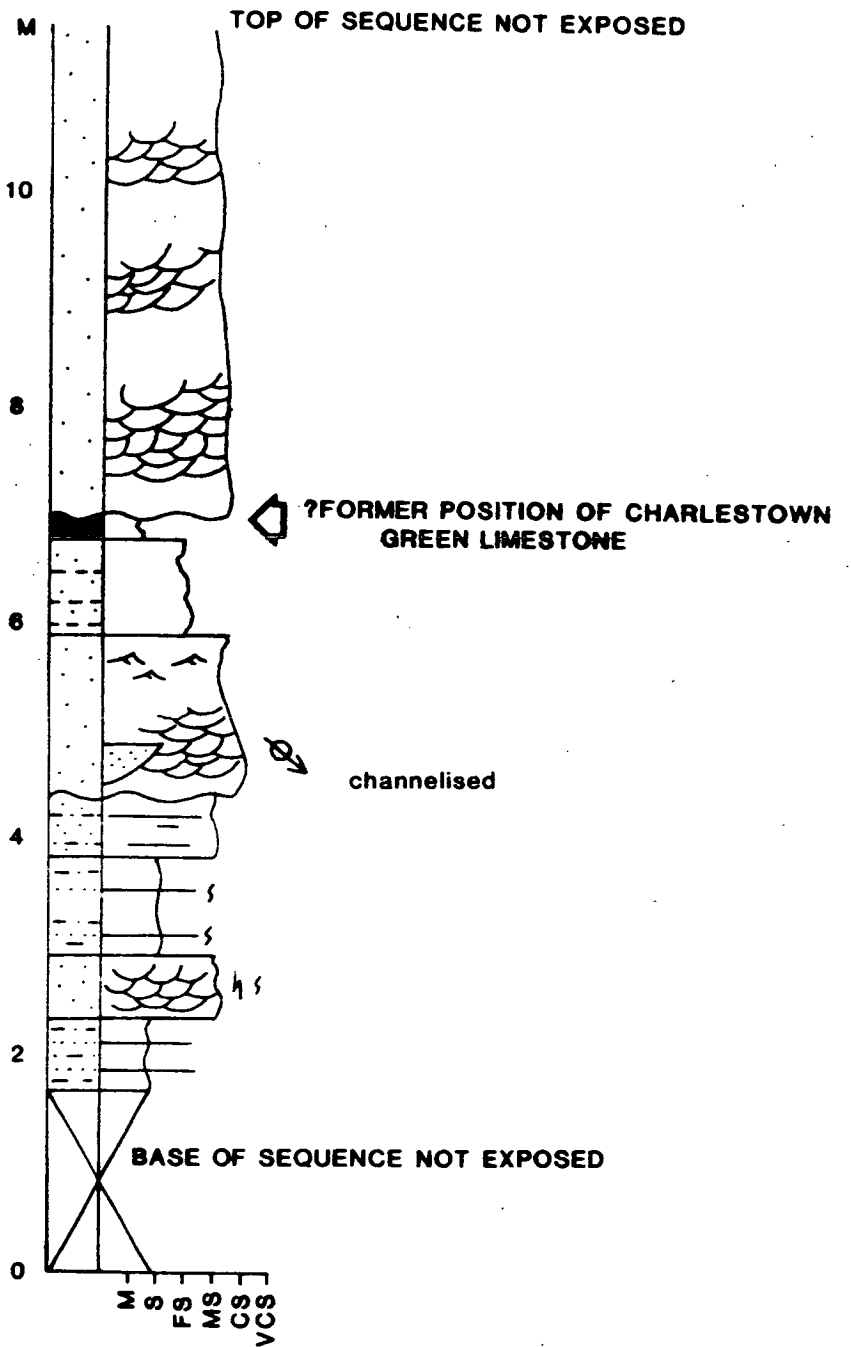 M
TOP OF SEQUENCE NOT EXPOSED
10
8
?FORMER POSITION OF CHARLESTOWN
GREEN LIMESTONE
6
channelised
4
2
BASE OF SEQUENCE NOT EXPOSED
0
M
S
FS
MS
CS
VCS